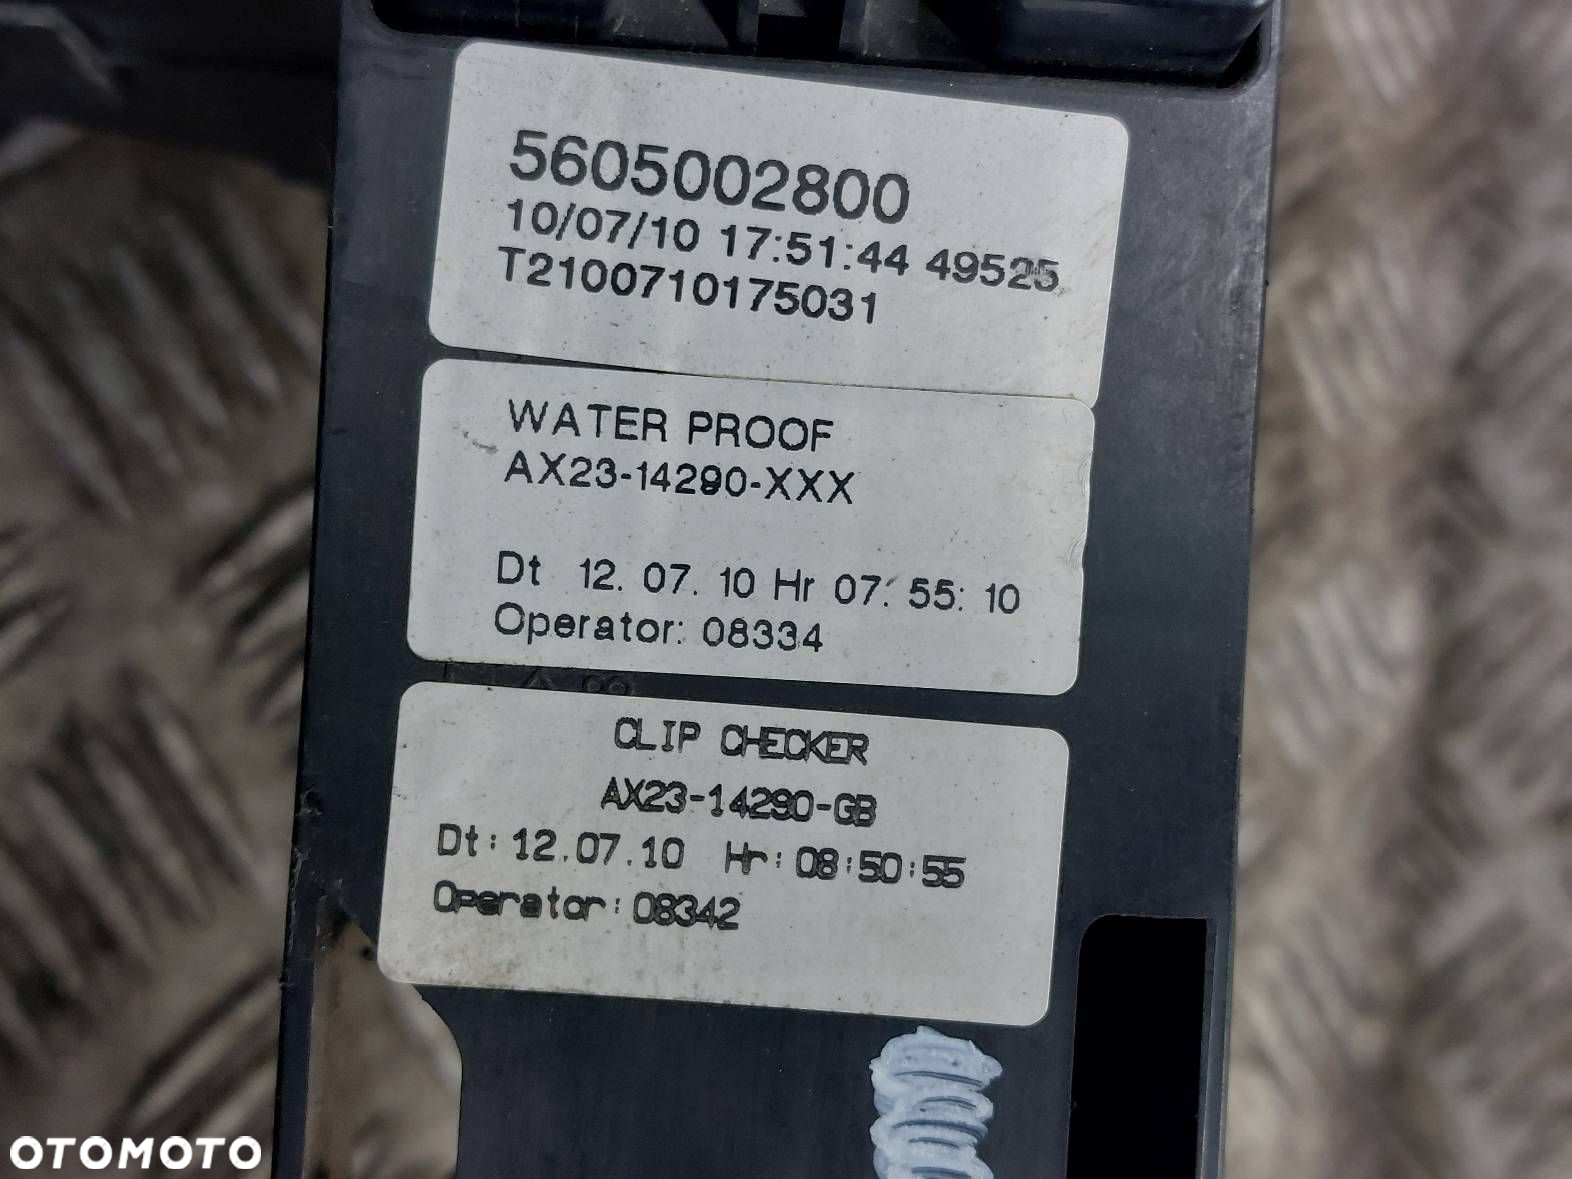 5605002800
10/07/10 17:51:44 49525
T2100710175031
WATER PROOF
AX23-14290-XXX
Dt 12. 07. 10 Hr 07: 55: 10
Operator: 08334
CLIP CHECKER
AX23-14290-GB
Dt: 12.07.10 Hr: 08:50:55
Operator: 08342
OTOMOTO